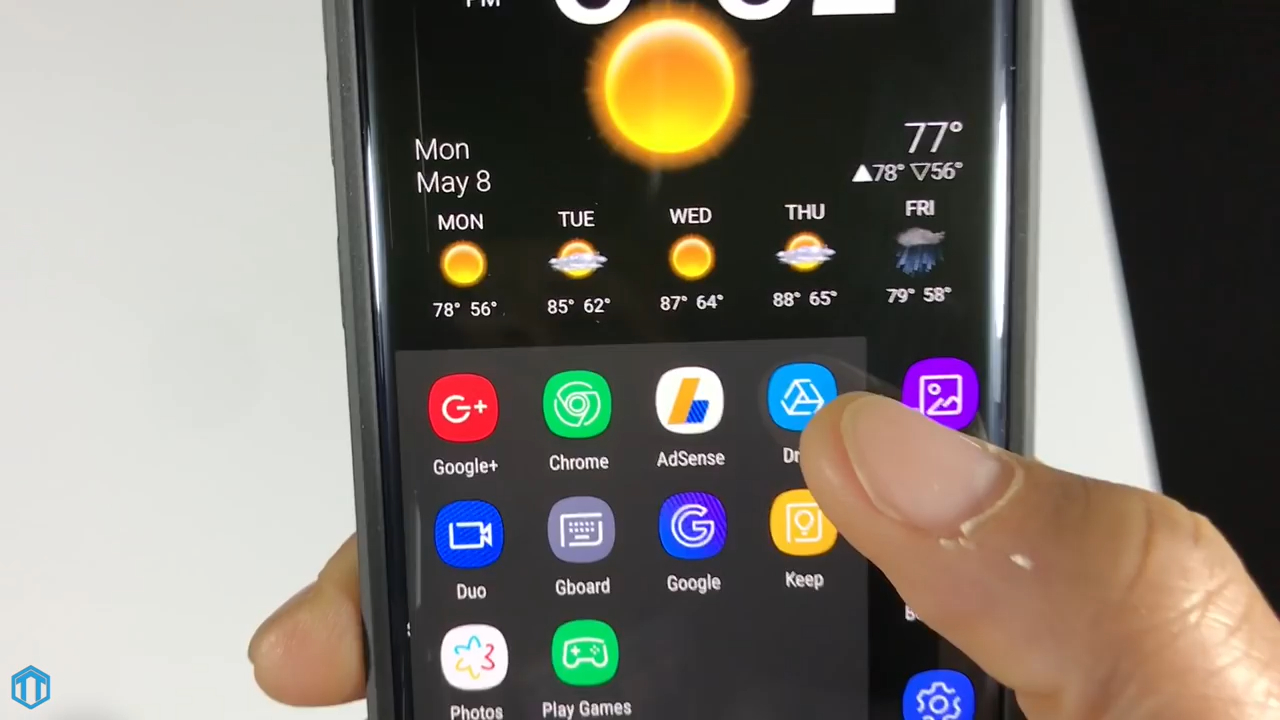 PM
Mon
May 8
77°
▲78° ▽56°
MON TUE WED THU FRI
78° 56° 85° 62° 87° 64° 88° 65° 79° 58°
G+
Google+ Chrome AdSense
G
Duo Gboard Google Keep
Photos Play Games